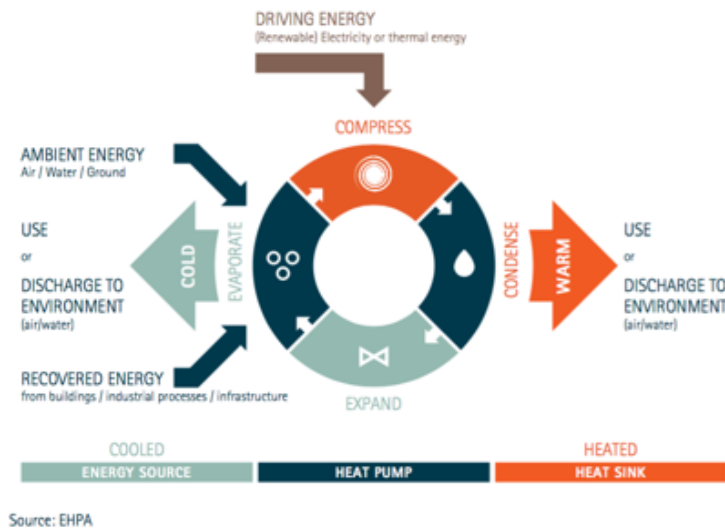 DRIVING ENERGY
(Renewable) Electricity or thermal energy
COMPRESS
AMBIENT ENERGY
Air / Water / Ground
USE
or
DISCHARGE TO
ENVIRONMENT
(air/water)
COLD
EVAPORATE
CONDENSE
WARM
USE
or
DISCHARGE TO
ENVIRONMENT
(air/water)
RECOVERED ENERGY
from buildings / industrial processes / infrastructure
EXPAND
COOLED
HEATED
ENERGY SOURCE
HEAT PUMP
HEAT SINK
Source: EHPA